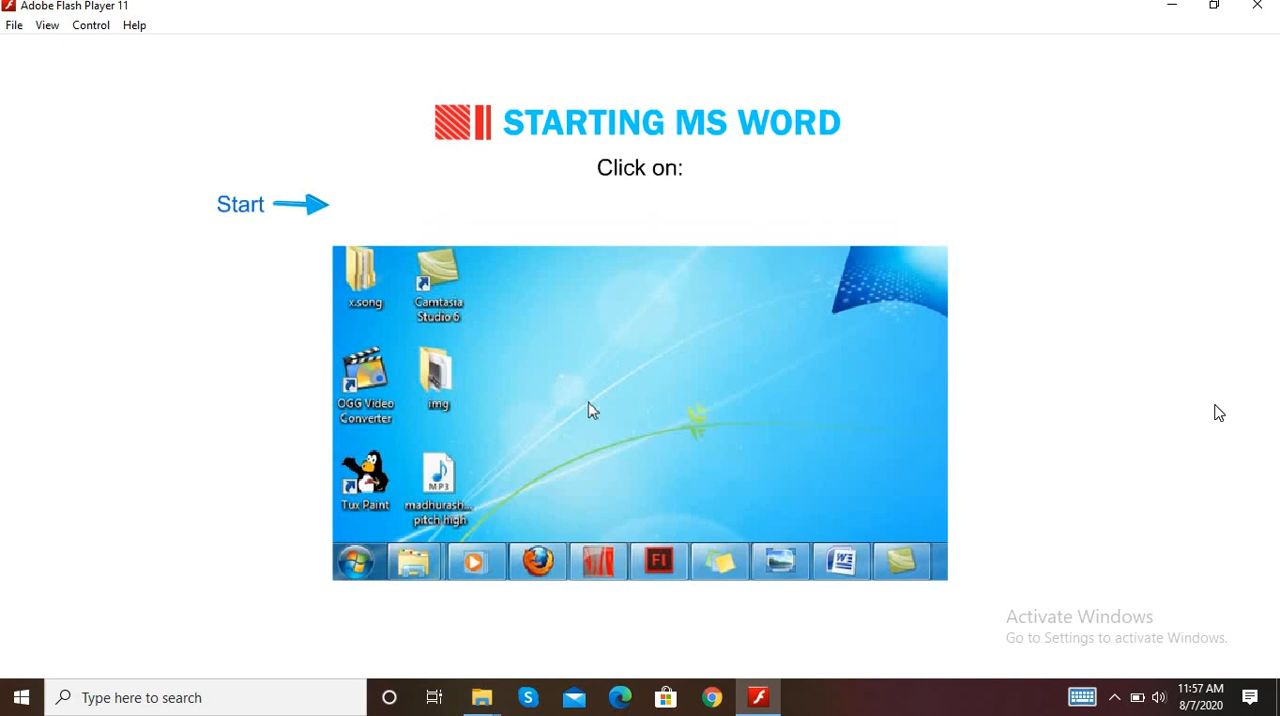 Adobe Flash Player 11
File View Control Help
STARTING MS WORD
Click on:
Start
x.song
Camtasia
Studio 6
OGG Video
Converter
img
Tux Paint
MP3
madhurash...
pitch high
Fl
W
Activate Windows
Go to Settings to activate Windows.
Type here to search
S
11:57 AM
8/7/2020